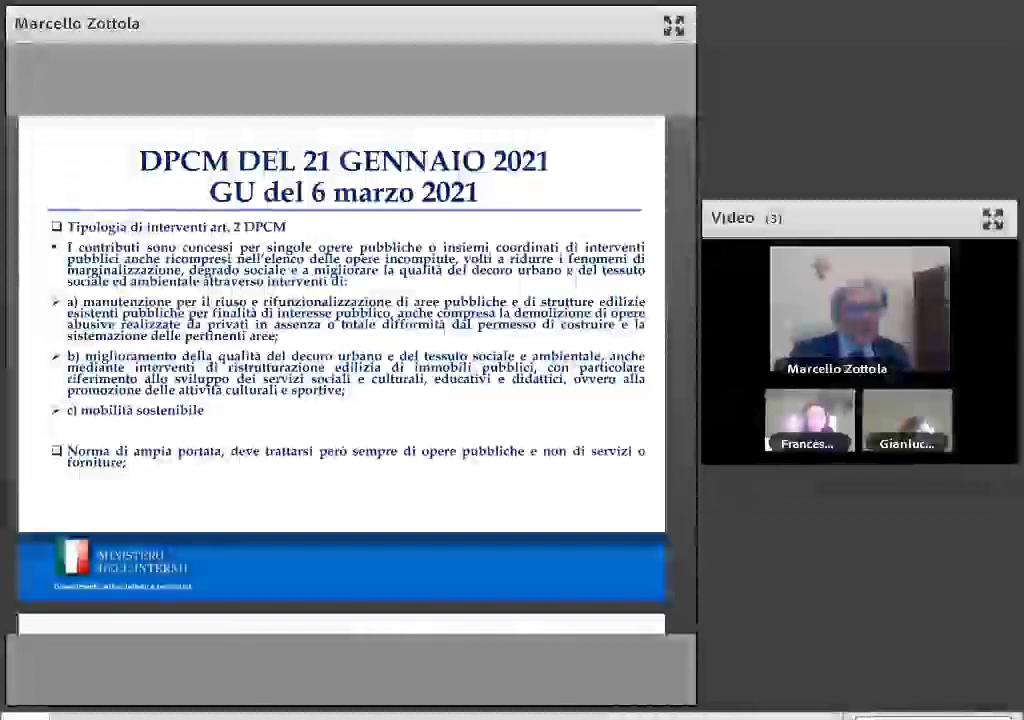 Marcello Zottola
DPCM DEL 21 GENNAIO 2021
GU del 6 marzo 2021
❑ Tipologia di interventi art. 2 DPCM
• I contributi sono concessi per singole opere pubbliche o insiemi coordinati di interventi
pubblici anche ricompresi nell'elenco delle opere incompiute, volti a ridurre i fenomeni di
marginalizzazione, degrado sociale e a migliorare la qualità del decoro urbano e del tessuto
sociale ed ambientale attraverso interventi di:
➢ a) manutenzione per il riuso e rifunzionalizzazione di aree pubbliche e di strutture edilizie
esistenti pubbliche per finalità di interesse pubblico, anche compresa la demolizione di opere
abusive realizzate da privati in assenza o totale difformità dal permesso di costruire e la
sistemazione delle pertinenti aree;
➢ b) miglioramento della qualità del decoro urbano e del tessuto sociale e ambientale, anche
mediante interventi di ristrutturazione edilizia di immobili pubblici, con particolare
riferimento allo sviluppo dei servizi sociali e culturali, educativi e didattici, ovvero alla
promozione delle attività culturali e sportive;
➢ c) mobilità sostenibile
❑ Norma di ampia portata, deve trattarsi però sempre di opere pubbliche e non di servizi o
forniture;
MINISTERO
DELL'INTERNO
Video (3)
Marcello Zottola
Frances...
Gianluc...